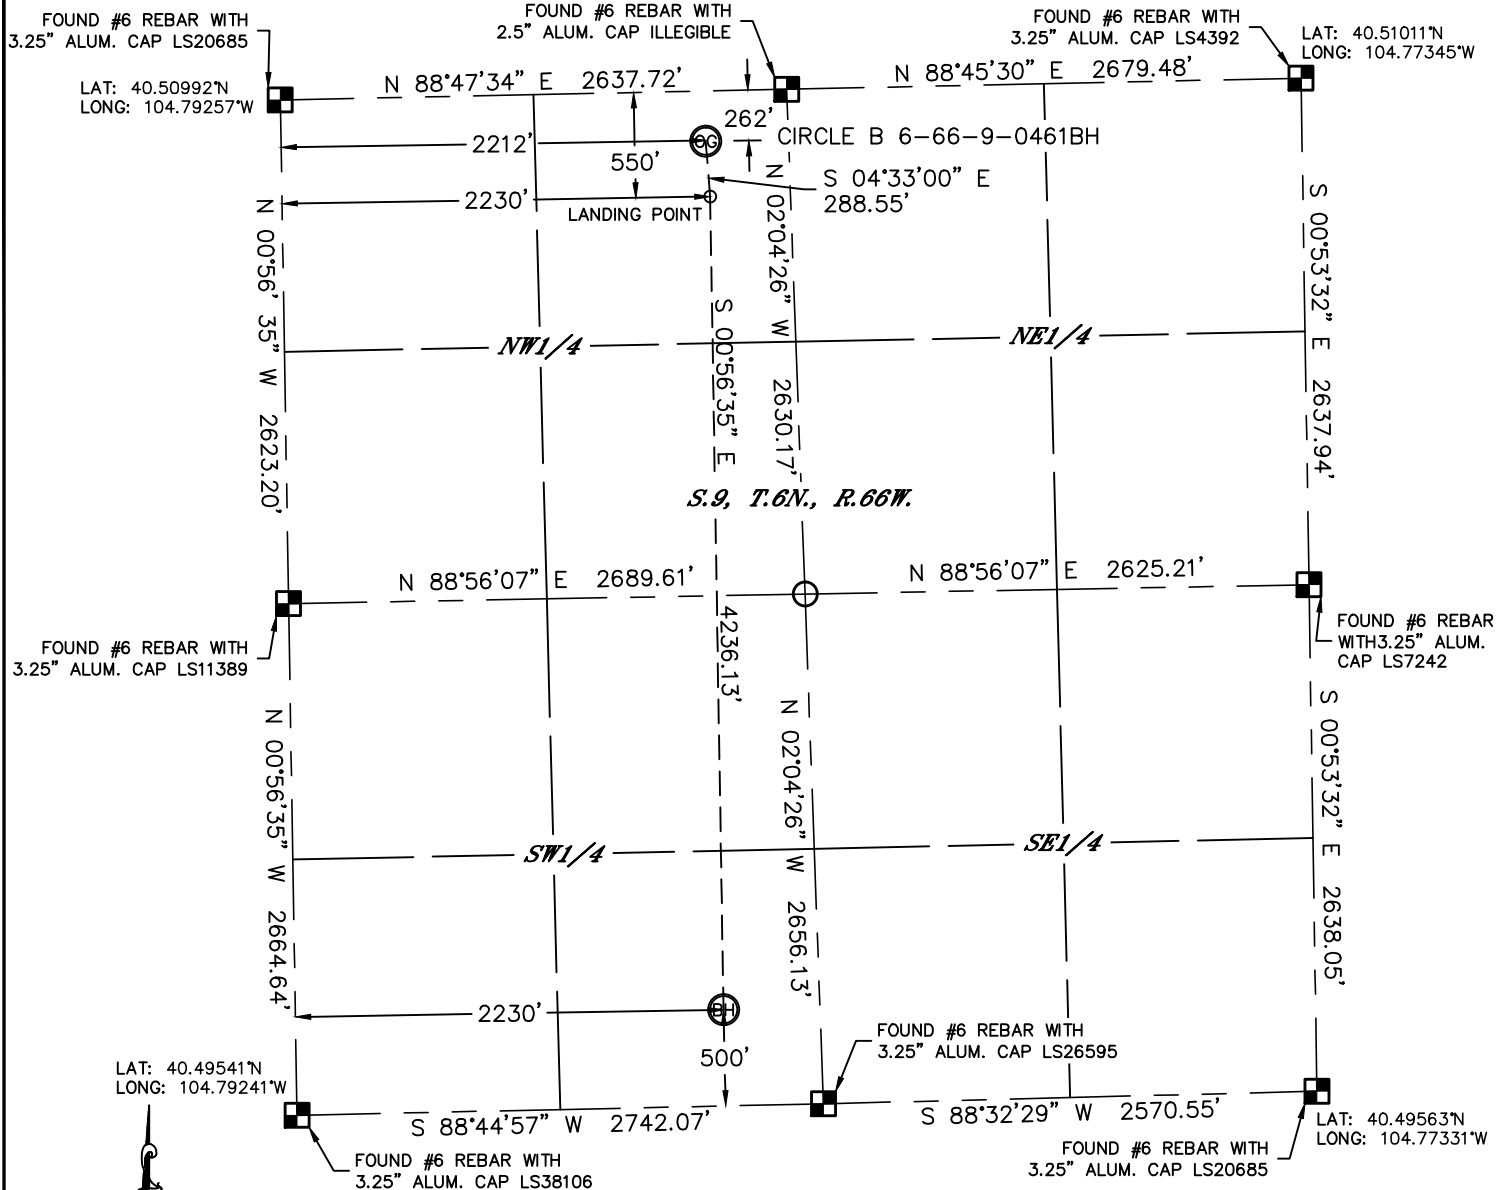 FOUND #6 REBAR WITH
3.25" ALUM. CAP LS20685
FOUND #6 REBAR WITH
2.5" ALUM. CAP ILLEGIBLE
FOUND #6 REBAR WITH
3.25" ALUM. CAP LS4392
LAT: 40.51011°N
LONG: 104.77345°W
LAT: 40.50992°N
LONG: 104.79257°W
N 88°47'34" E 2637.72'
N 88°45'30" E 2679.48'
262'
OG
CIRCLE B 6-66-9-0461BH
2212'
550'
S 04°33'00" E
288.55'
2230'
LANDING POINT
N 00°56' 35" W 2623.20'
N 02°04'26" W 2630.17'
S 00°53'32" E 2637.94'
S 00°56'35" E 4236.13'
NW1/4
NE1/4
S.9, T.6N., R.66W.
N 88°56'07" E 2689.61'
N 88°56'07" E 2625.21'
FOUND #6 REBAR WITH
3.25" ALUM. CAP LS11389
FOUND #6 REBAR
WITH3.25" ALUM.
CAP LS7242
N 00°56'35" W 2664.64'
N 02°04'26" W 2656.13'
S 00°53'32" E 2638.05'
SW1/4
SE1/4
2230'
BH
500'
FOUND #6 REBAR WITH
3.25" ALUM. CAP LS26595
LAT: 40.49541°N
LONG: 104.79241°W
S 88°44'57" W 2742.07'
S 88°32'29" W 2570.55'
LAT: 40.49563°N
LONG: 104.77331°W
FOUND #6 REBAR WITH
3.25" ALUM. CAP LS38106
FOUND #6 REBAR WITH
3.25" ALUM. CAP LS20685